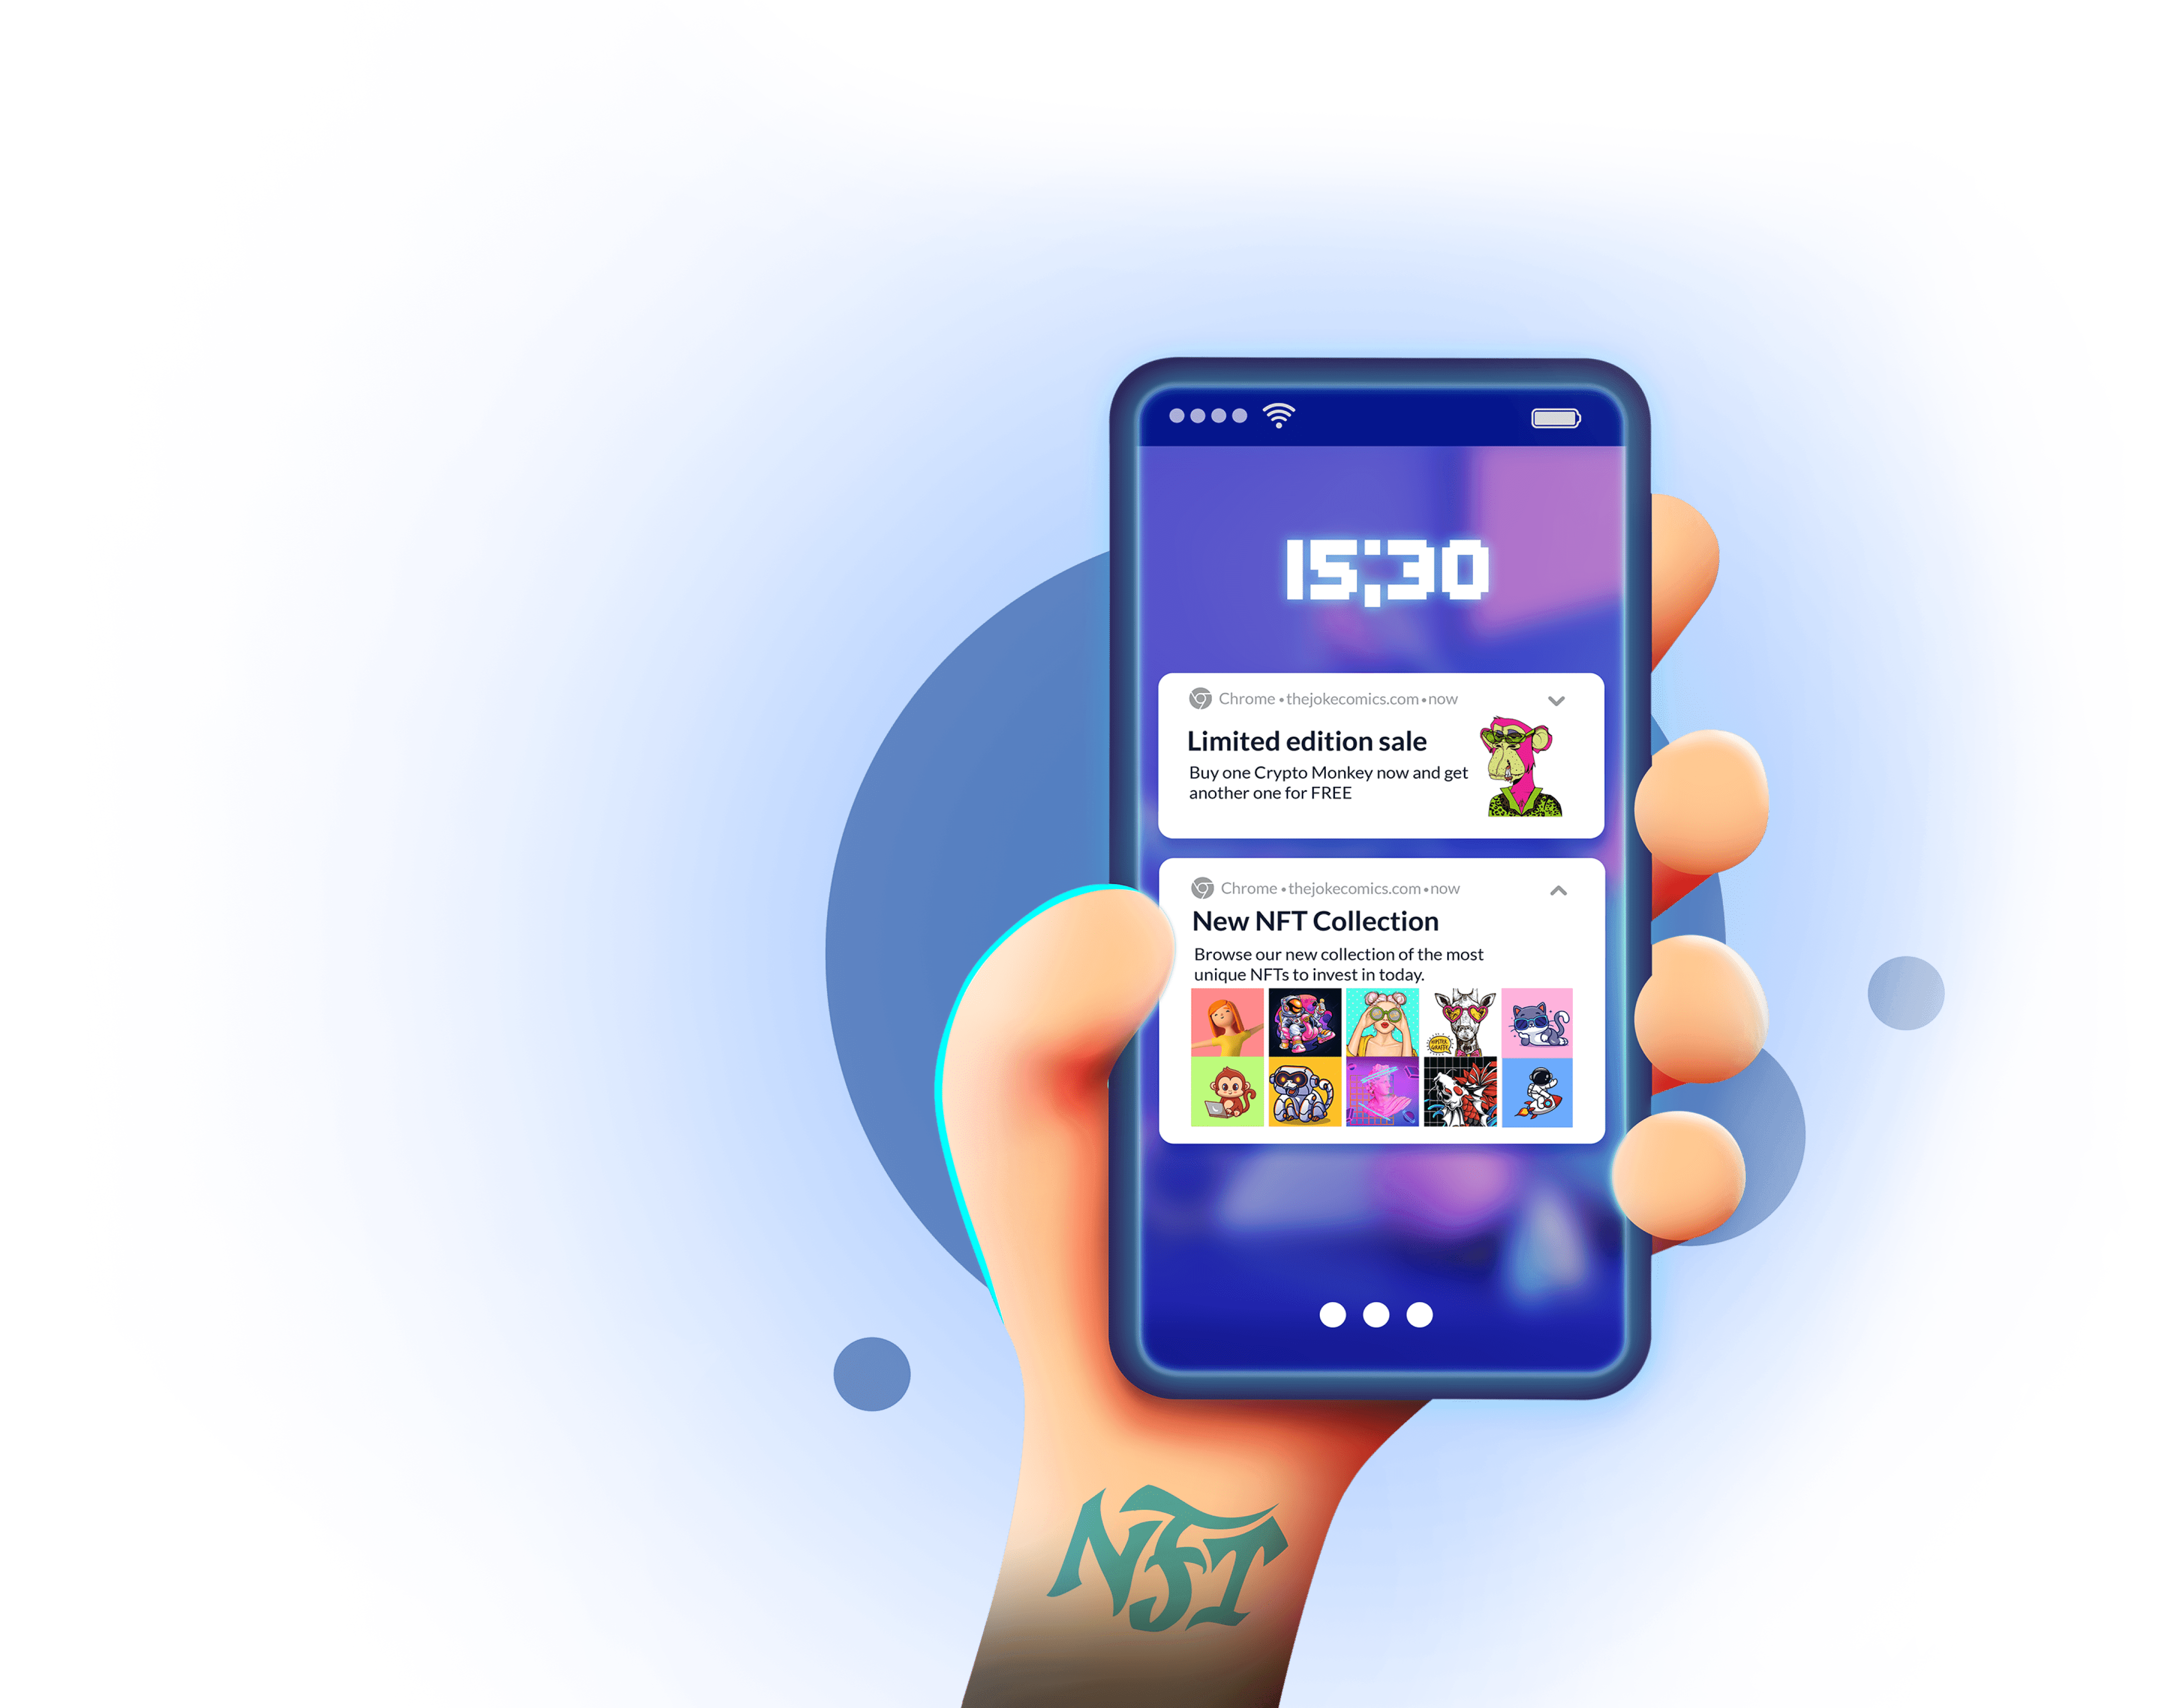 15:30
Chrome • thejokecomics.com • now
Limited edition sale
Buy one Crypto Monkey now and get
another one for FREE
Chrome • thejokecomics.com • now
New NFT Collection
Browse our new collection of the most
unique NFTs to invest in today.
HIPSTER
GIRAFFE
NFT